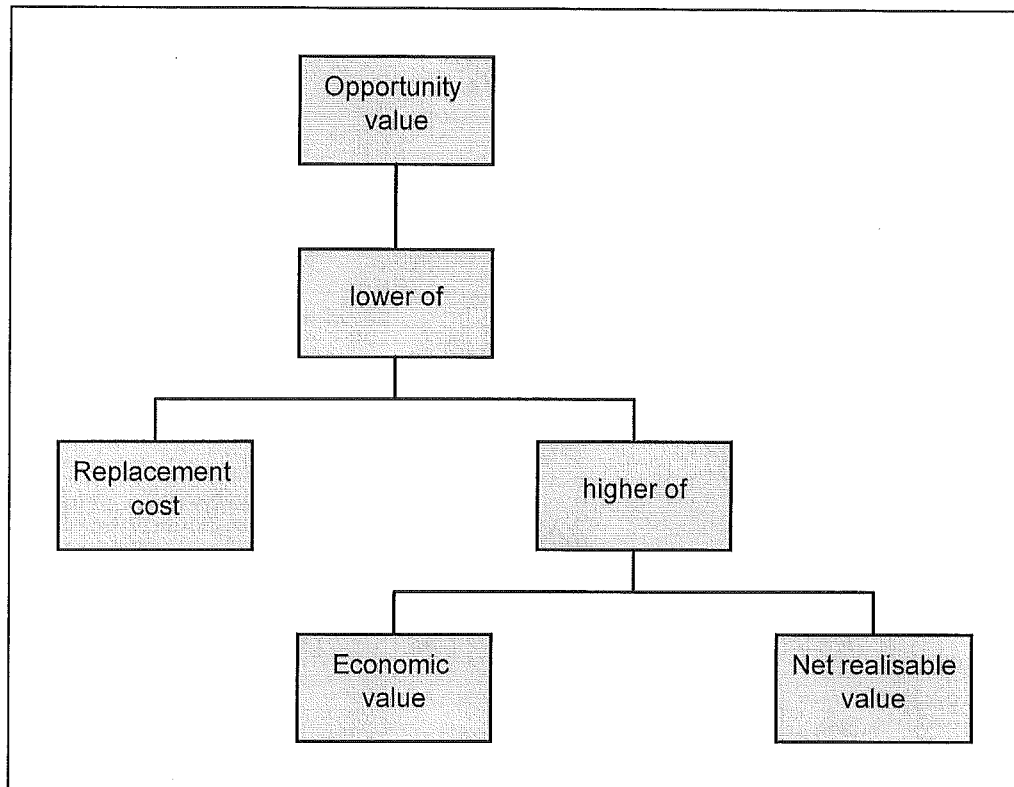 Opportunity
value
lower of
Replacement
cost
higher of
Economic
value
Net realisable
value